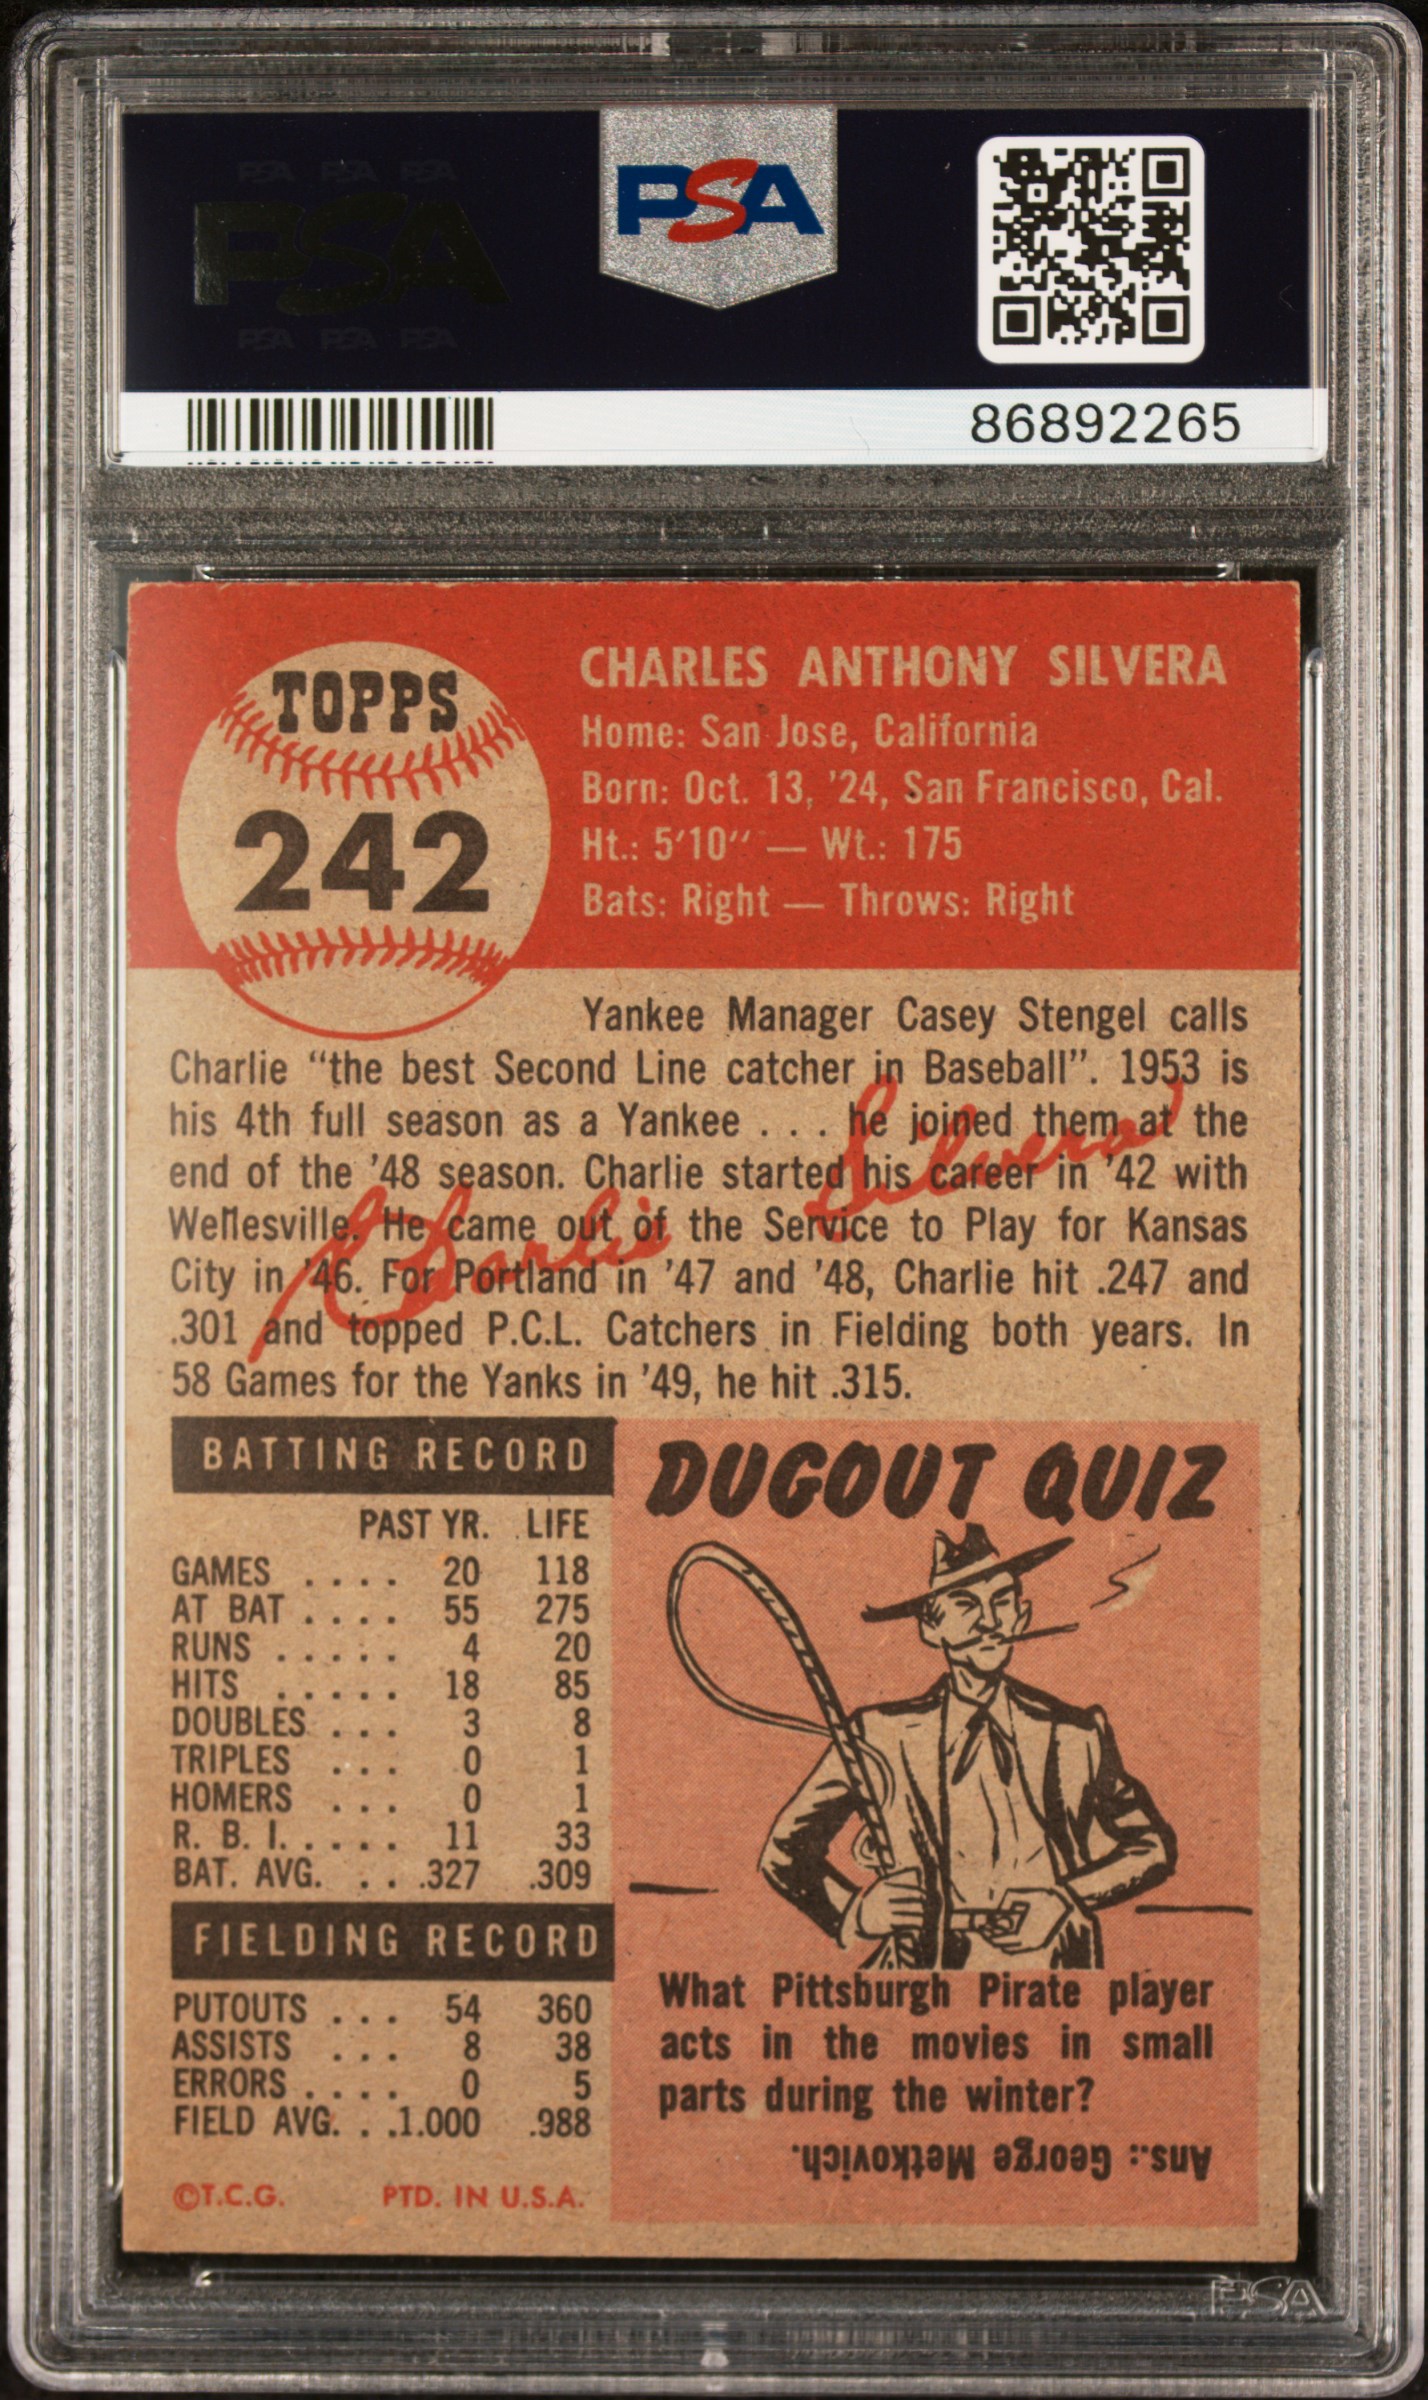 PSA PSA PSA
PSA
PSA PSA PSA
PSA
86892265
TOPPS
242
CHARLES ANTHONY SILVERA
Home: San Jose, California
Born: Oct. 13, '24, San Francisco, Cal.
Ht.: 5'10" — Wt.: 175
Bats: Right — Throws: Right
Yankee Manager Casey Stengel calls
Charlie "the best Second Line catcher in Baseball". 1953 is
his 4th full season as a Yankee . . . he joined them at the
end of the '48 season. Charlie started his career in '42 with
Wellesville. He came out of the Service to Play for Kansas
City in '46. For Portland in '47 and '48, Charlie hit .247 and
.301 and topped P.C.L. Catchers in Fielding both years. In
58 Games for the Yanks in '49, he hit .315.
Charlie Silvera
BATTING RECORD
PAST YR. LIFE
GAMES . . . . 20 118
AT BAT . . . . 55 275
RUNS . . . . . 4 20
HITS . . . . . 18 85
DOUBLES . . . 3 8
TRIPLES . . . 0 1
HOMERS . . . 0 1
R. B. I. . . . . 11 33
BAT. AVG. . . . .327 .309
FIELDING RECORD
PUTOUTS . . . 54 360
ASSISTS . . . 8 38
ERRORS . . . . 0 5
FIELD AVG. . . .1.000 .988
©T.C.G. PTD. IN U.S.A.
DUGOUT QUIZ
What Pittsburgh Pirate player
acts in the movies in small
parts during the winter?
Ans.: George Metkovich.
PSA